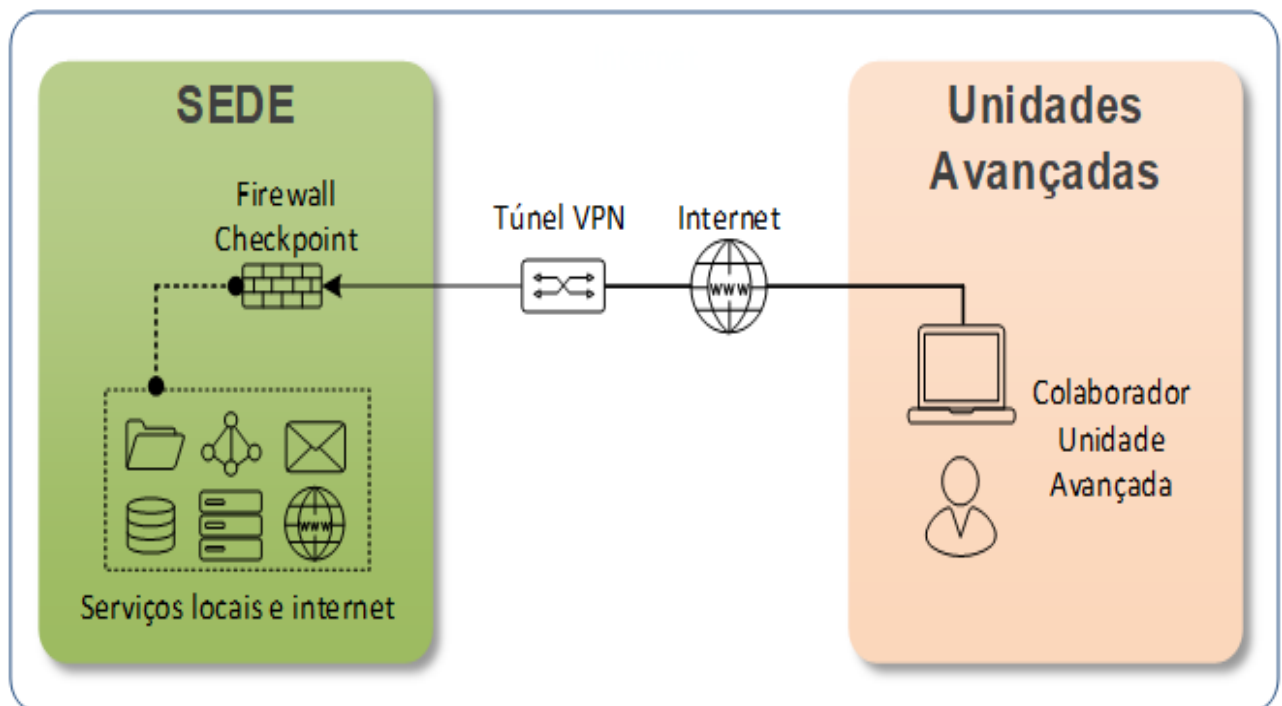 SEDE
Firewall
Checkpoint
Serviços locais e internet
Túnel VPN
Internet
www
www
Unidades
Avançadas
Colaborador
Unidade
Avançada